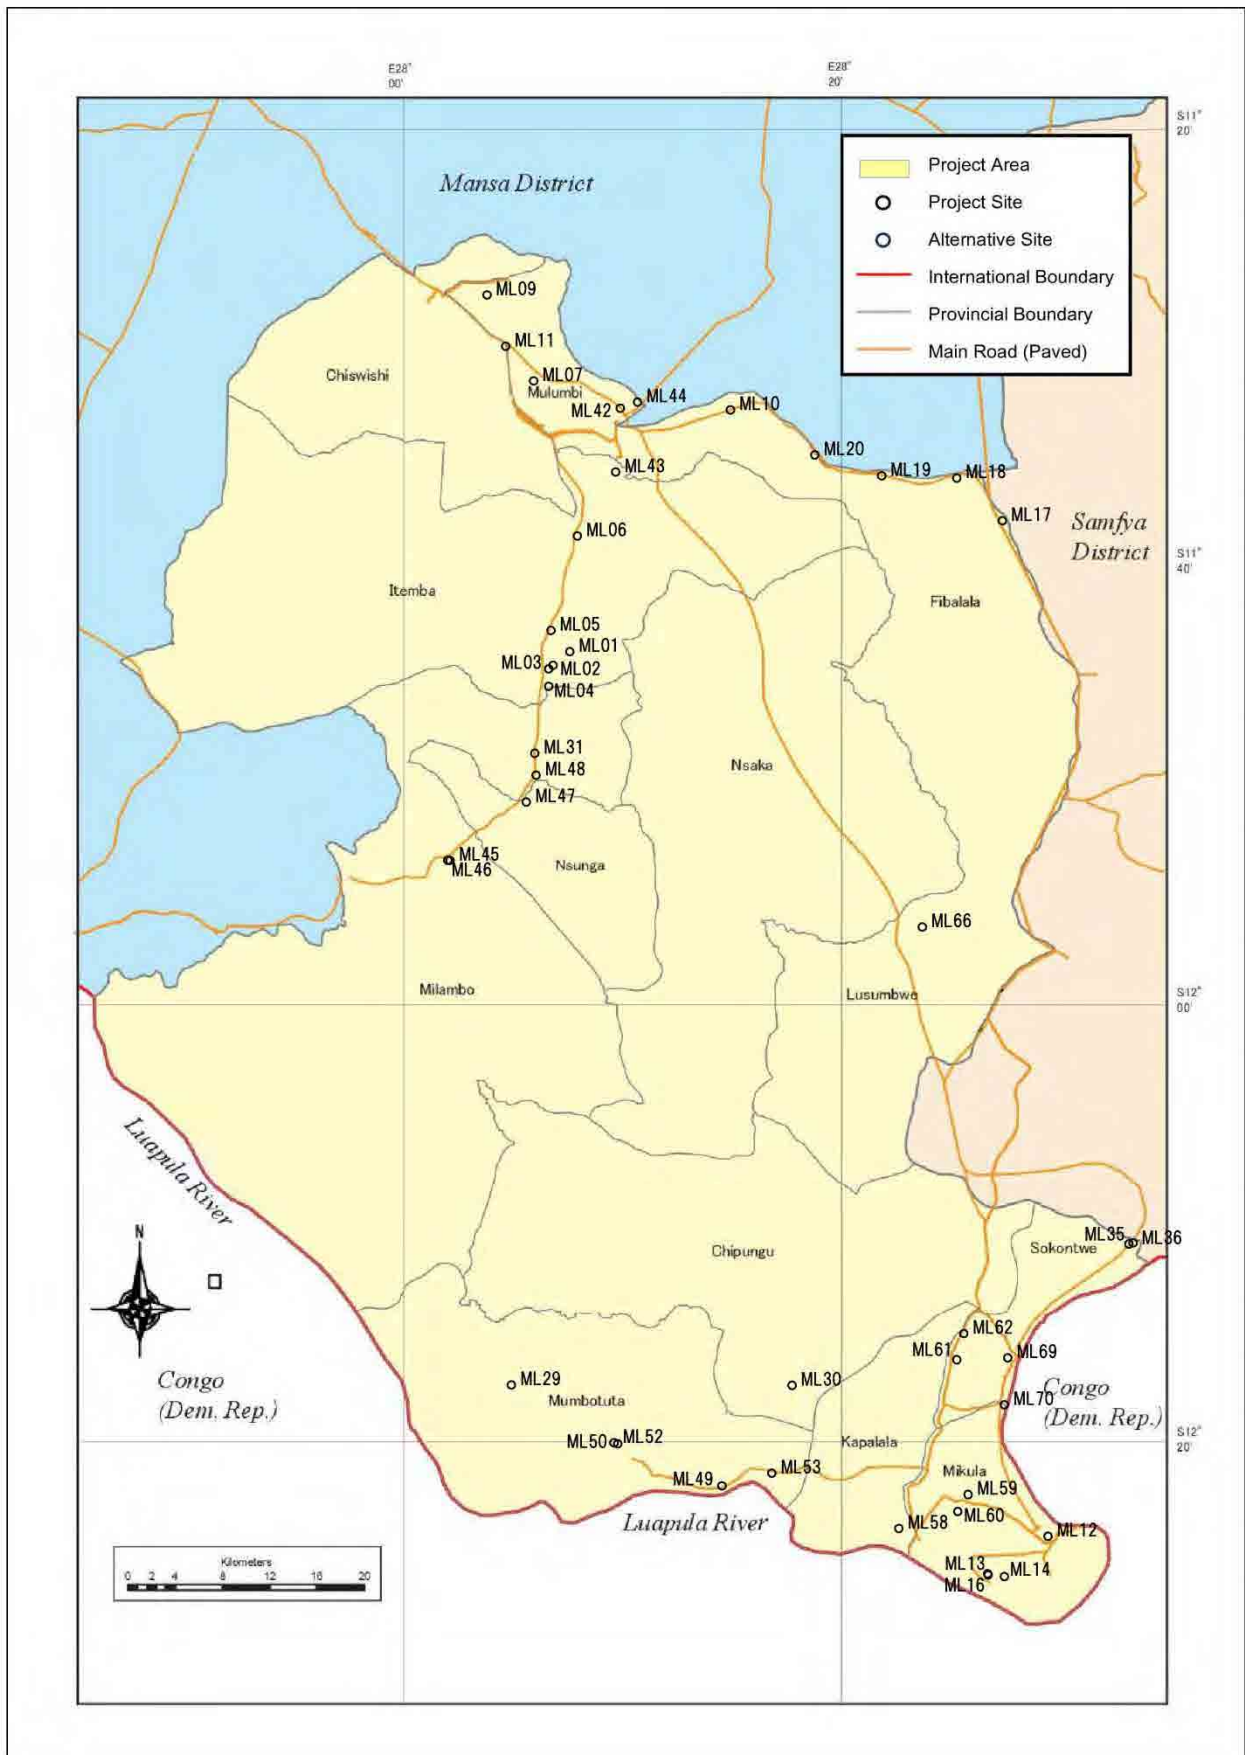 E28°
00'
E28°
20'
S11°
20'
Mansa District
Project Area
Project Site
Alternative Site
International Boundary
Provincial Boundary
Main Road (Paved)
ML09
ML11
Chiswishi
ML07
Mulumbi
ML42
ML44
ML10
ML20
ML43
ML19
ML18
ML17
Samfya
District
ML06
S11°
40'
Itemba
Fibalala
ML05
ML01
ML03
ML02
ML04
ML31
Nsaka
ML48
ML47
ML45
ML46
Nsunga
ML66
Milambo
Lusumbwe
S12°
00'
Luapula River
N
Chipungu
ML35
ML36
Sokontwe
ML62
ML61
ML69
Congo
(Dem. Rep.)
ML29
Mumbotuta
ML30
Congo
(Dem. Rep.)
ML70
ML50
ML52
Kapalala
S12°
20'
ML49
ML53
Mikula
ML59
Luapula River
ML58
ML60
ML12
ML13
ML16
ML14
Kilometers
0 2 4 8 12 16 20